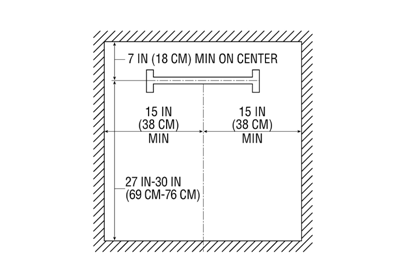 7 IN (18 CM) MIN ON CENTER
15 IN
(38 CM)
MIN
15 IN
(38 CM)
MIN
27 IN-30 IN
(69 CM-76 CM)